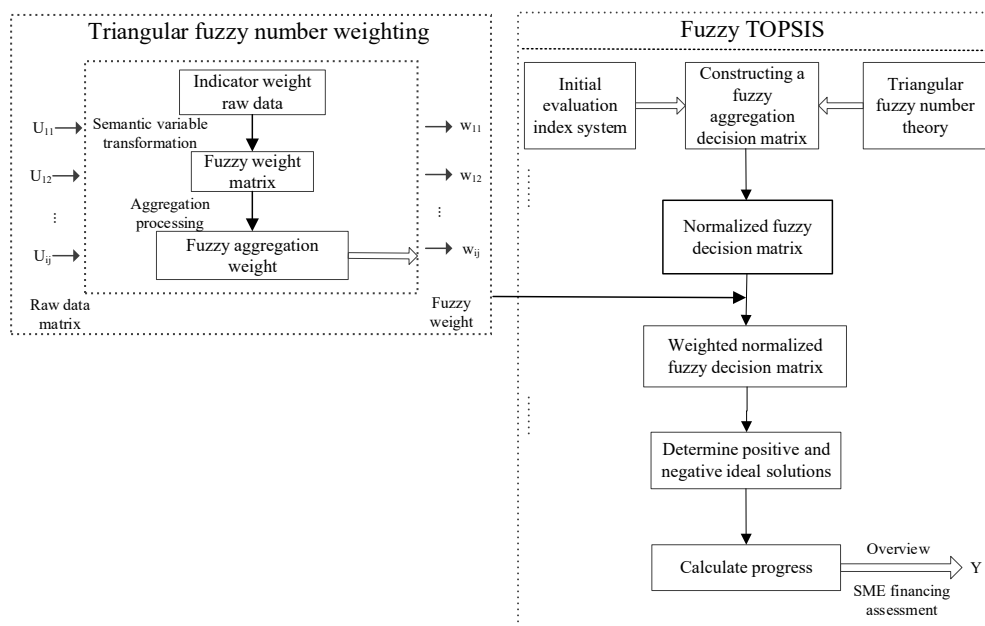 Triangular fuzzy number weighting
Indicator weight
raw data
Semantic variable
transformation
Fuzzy weight
matrix
Aggregation
processing
Fuzzy aggregation
weight
U11
U12
⋮
Uij
Raw data
matrix
w11
w12
⋮
wij
Fuzzy
weight
Fuzzy TOPSIS
Initial
evaluation
index system
Constructing a
fuzzy
aggregation
decision matrix
Triangular
fuzzy number
theory
Normalized fuzzy
decision matrix
Weighted normalized
fuzzy decision matrix
Determine positive and
negative ideal solutions
Calculate progress
Overview
Y
SME financing
assessment